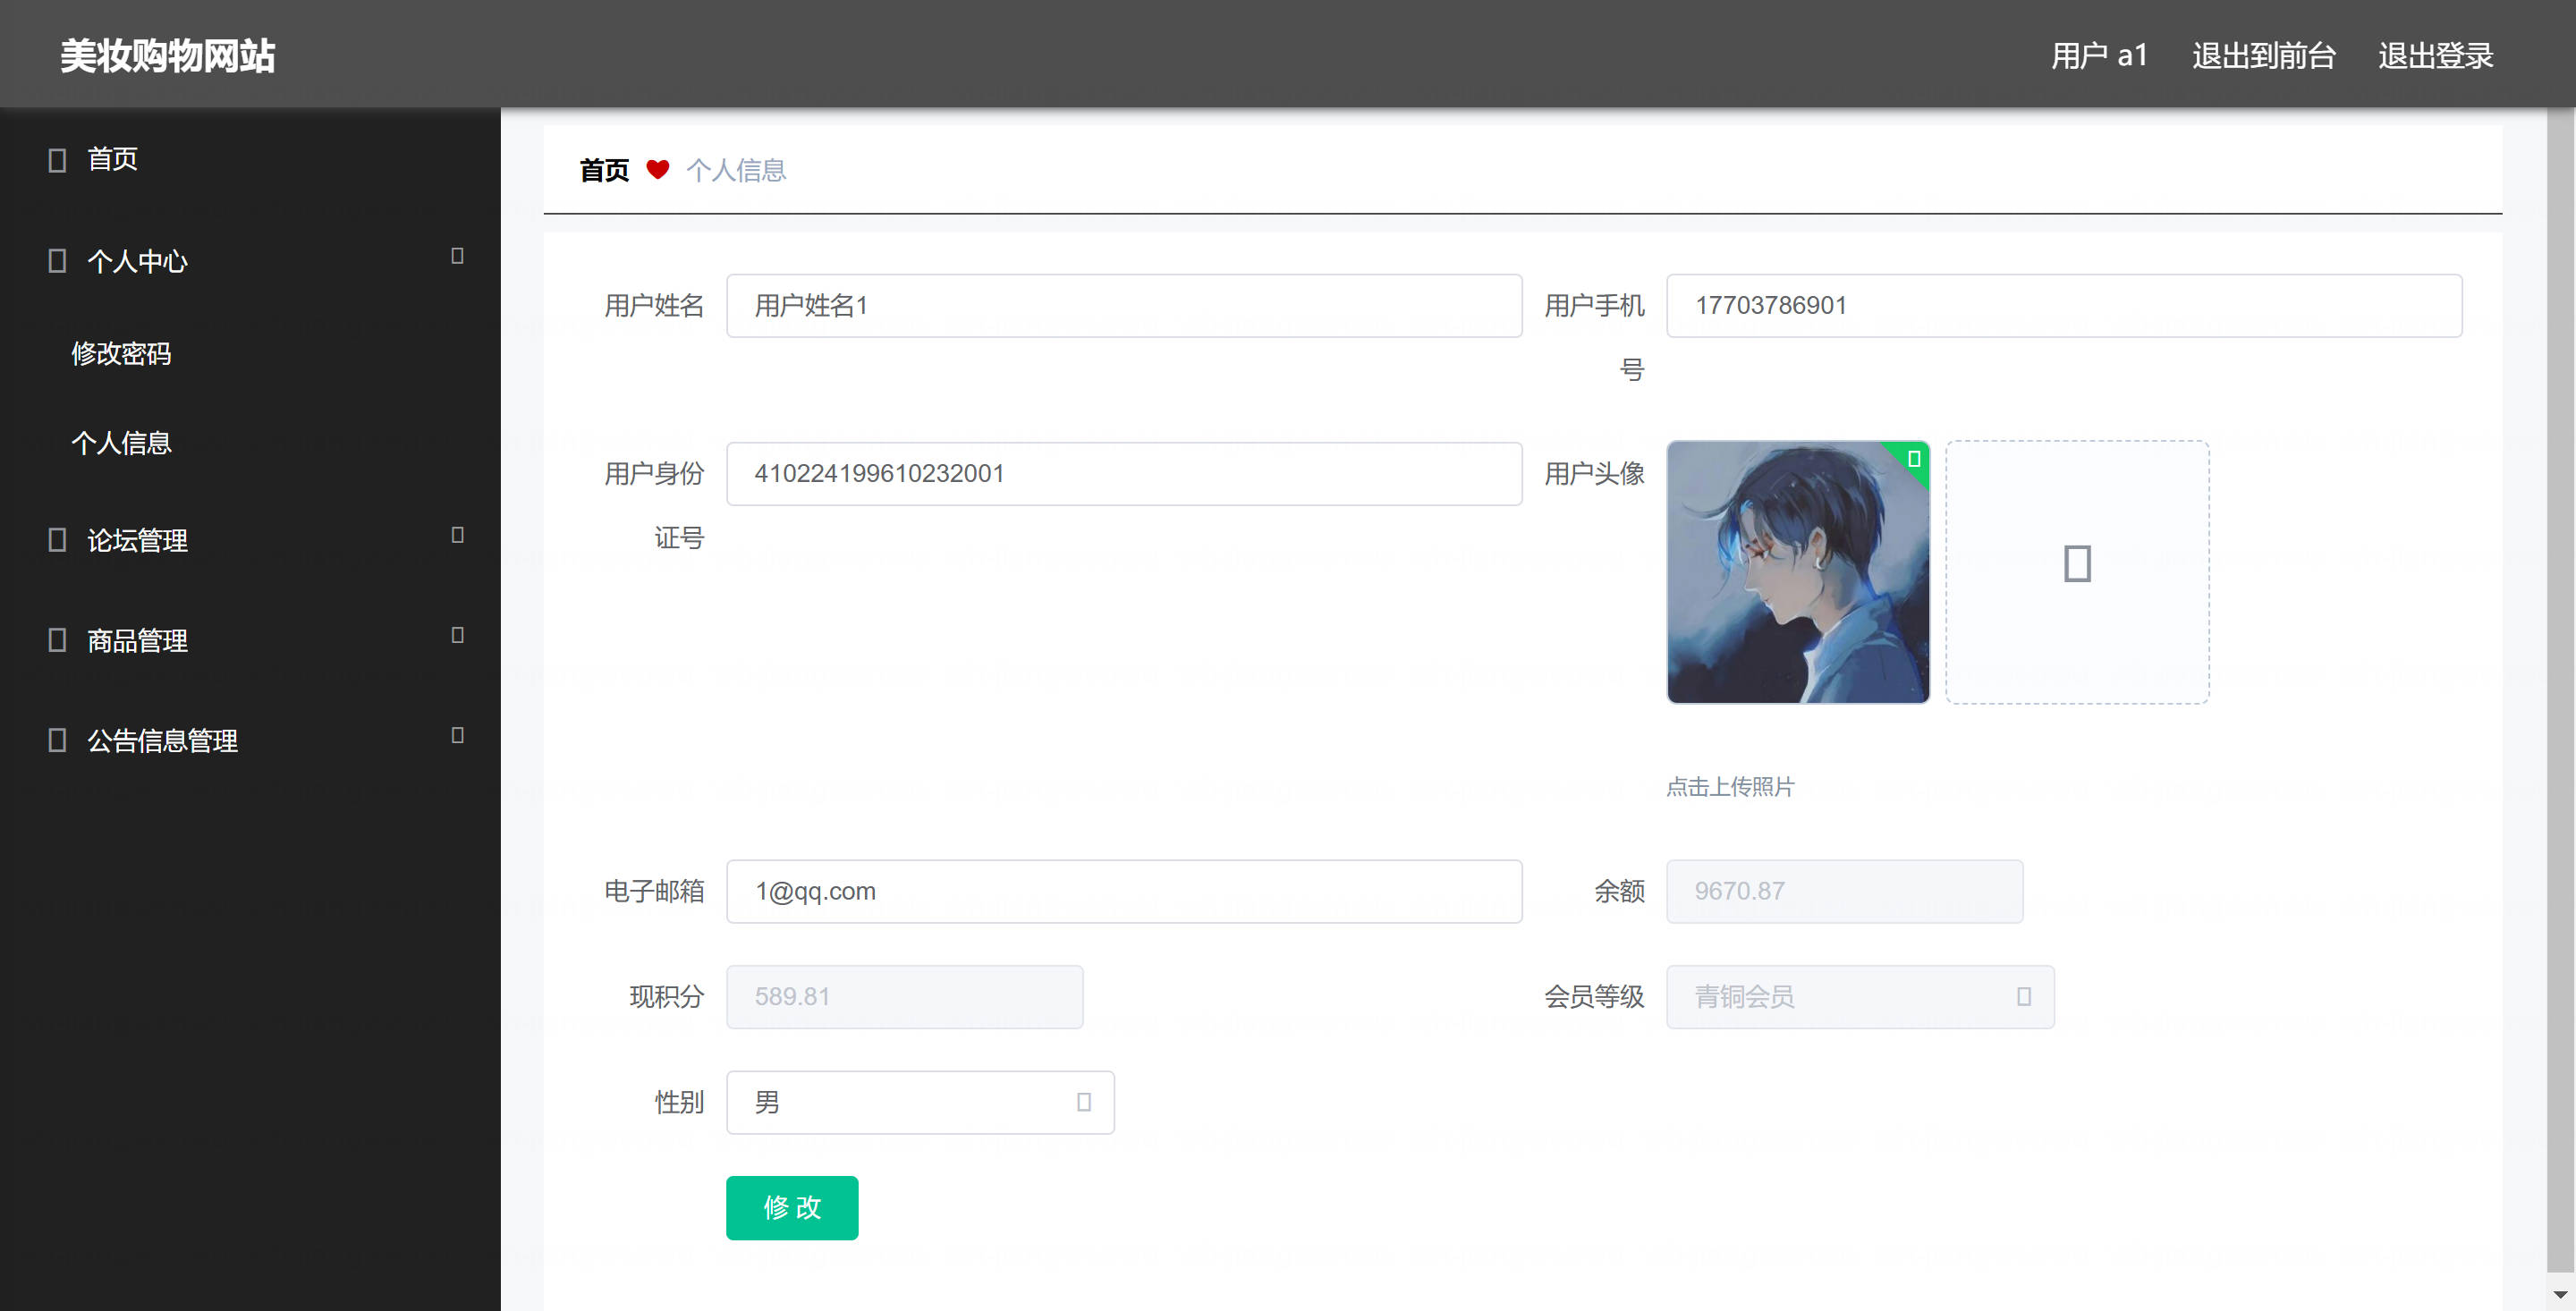 美妆购物网站
用户 a1 退出到前台 退出登录
首页
个人中心
修改密码
个人信息
论坛管理
商品管理
公告信息管理
首页 个人信息
用户姓名 用户姓名1
用户手机号 17703786901
用户身份证号 410224199610232001
用户头像
点击上传照片
电子邮箱 1@qq.com
余额 9670.87
现积分 589.81
会员等级 青铜会员
性别 男
修 改